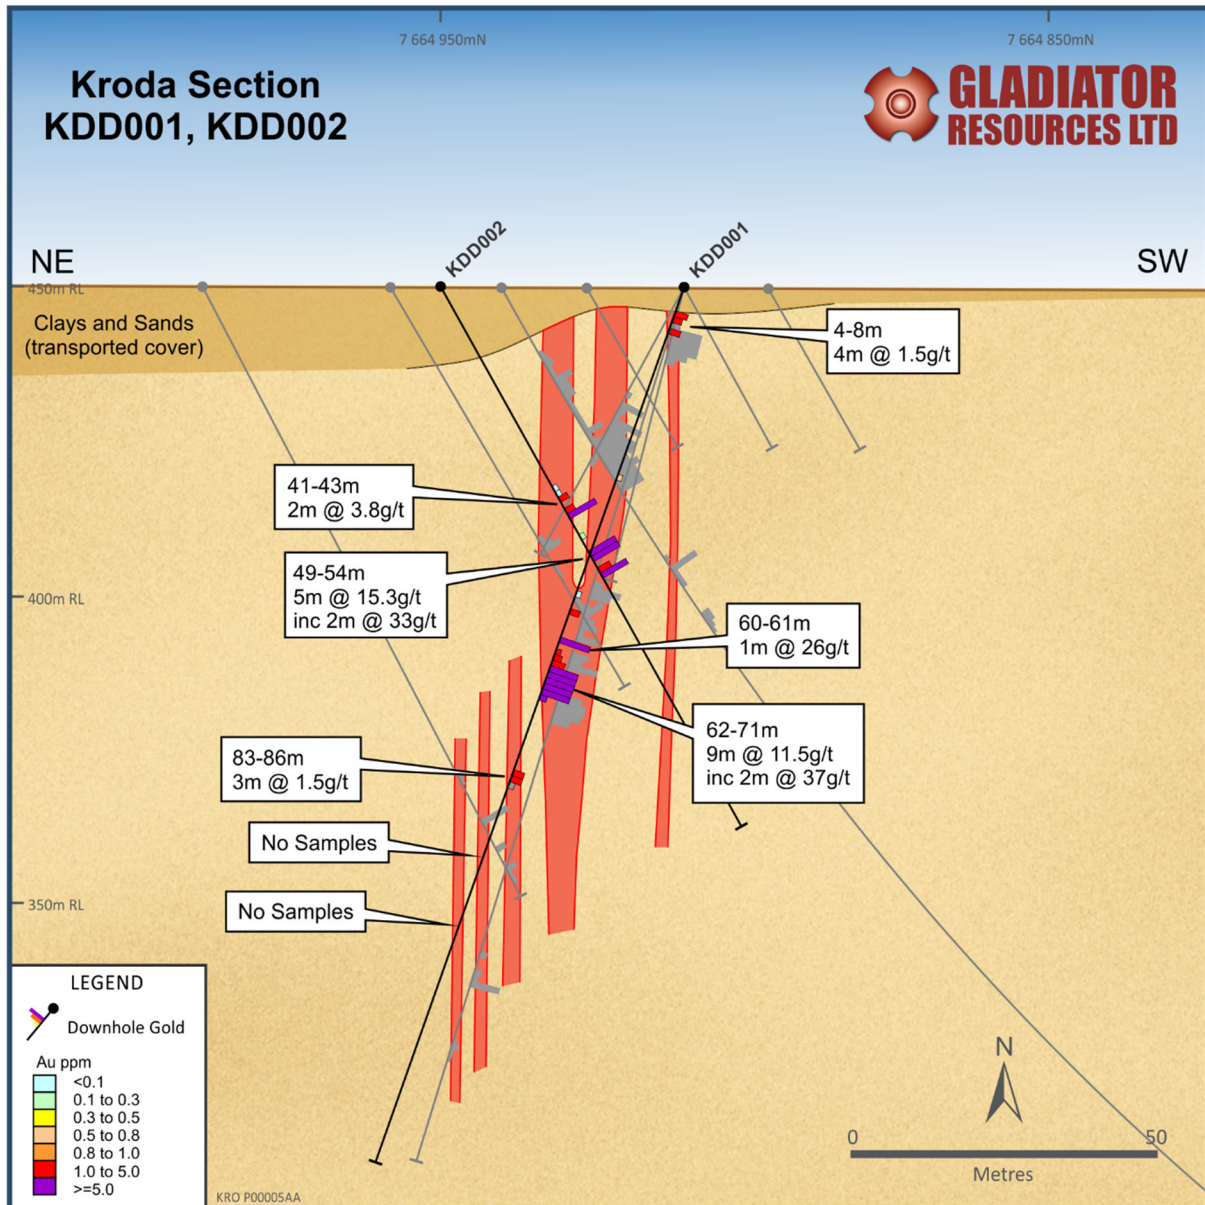 7 664 950mN
7 664 850mN
Kroda Section
KDD001, KDD002
GLADIATOR
RESOURCES LTD
KDD002
KDD001
NE
SW
450m RL
Clays and Sands
(transported cover)
4-8m
4m @ 1.5g/t
41-43m
2m @ 3.8g/t
49-54m
5m @ 15.3g/t
inc 2m @ 33g/t
400m RL
60-61m
1m @ 26g/t
62-71m
9m @ 11.5g/t
inc 2m @ 37g/t
83-86m
3m @ 1.5g/t
No Samples
350m RL
No Samples
LEGEND
Downhole Gold
Au ppm
<0.1
0.1 to 0.3
0.3 to 0.5
0.5 to 0.8
0.8 to 1.0
1.0 to 5.0
>=5.0
KRO P00005AA
N
0
50
Metres